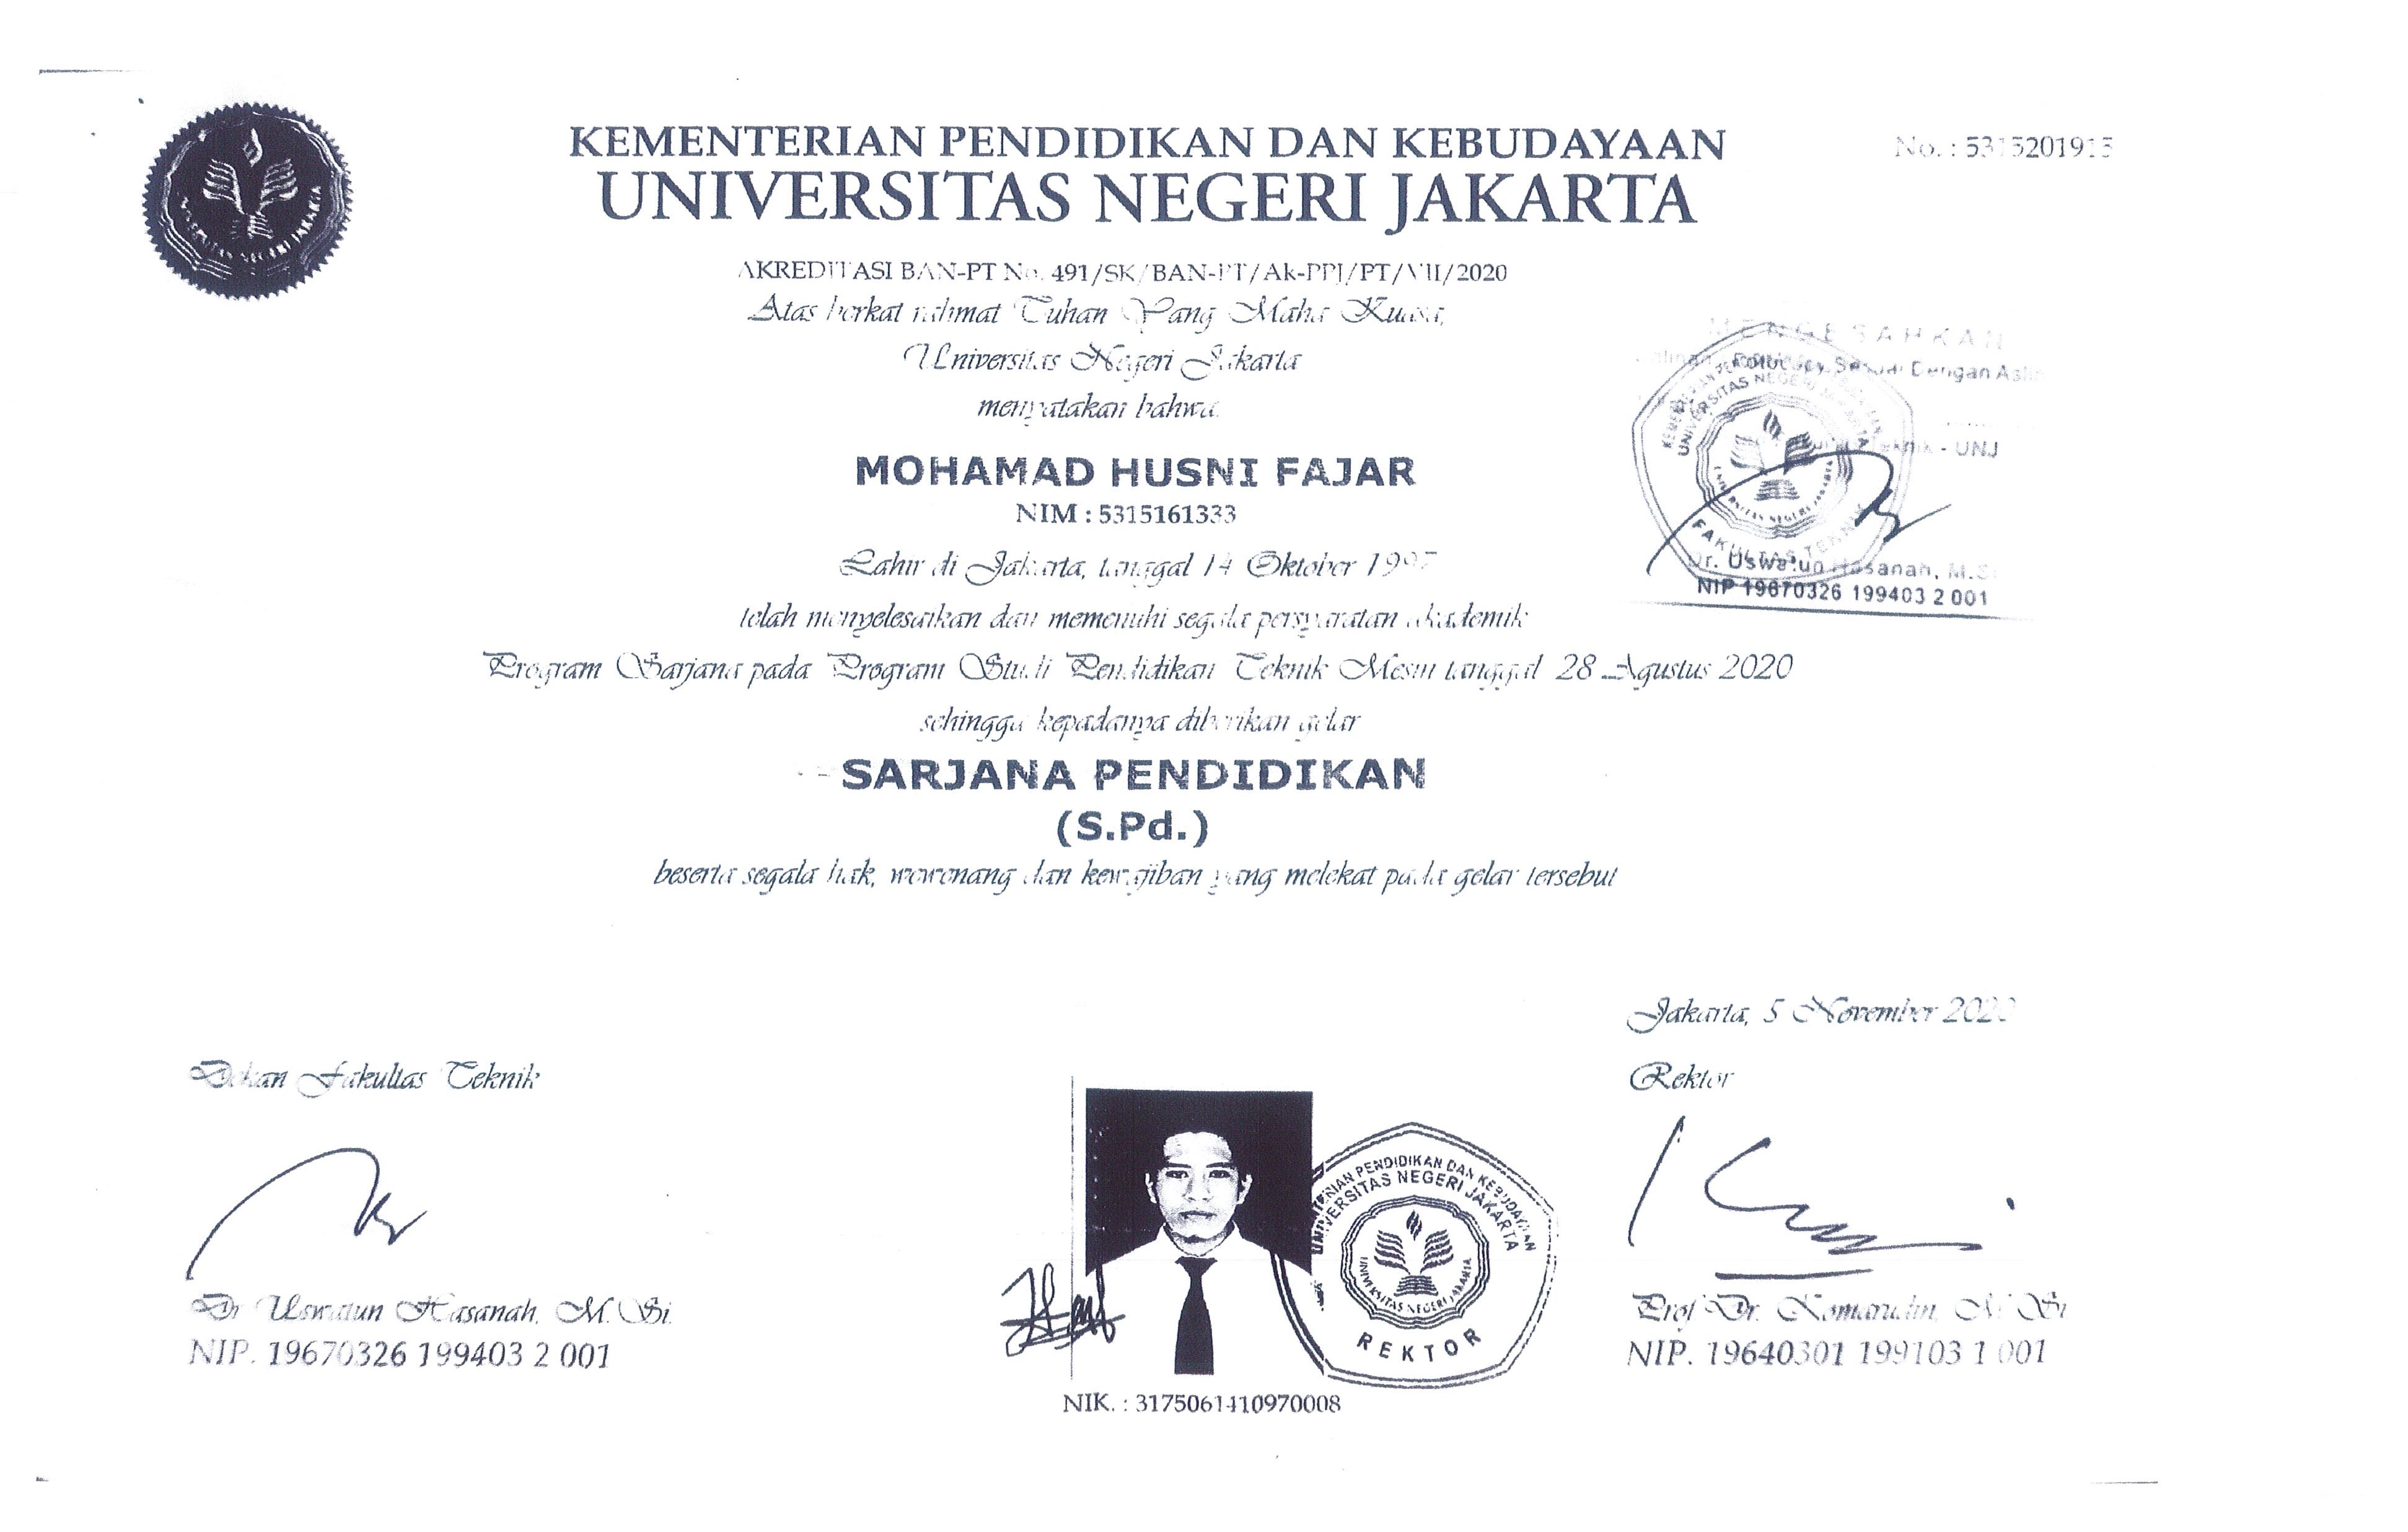 KEMENTERIAN PENDIDIKAN DAN KEBUDAYAAN
No. : 5315201915
UNIVERSITAS NEGERI JAKARTA
AKREDITASI BAN-PT No. 491/SK/BAN-PT/Ak-PPJ/PT/VII/2020
Atas berkat rahmat Tuhan Yang Maha Kuasa,
Universitas Negeri Jakarta
menyatakan bahwa
MOHAMAD HUSNI FAJAR
NIM : 5315161333
Lahir di Jakarta, tanggal 14 Oktober 1997
telah menyelesaikan dan memenuhi segala persyaratan akademik
Program Sarjana pada Program Studi Pendidikan Teknik Mesin tanggal 28 Agustus 2020
sehingga kepadanya diberikan gelar
SARJANA PENDIDIKAN
(S.Pd.)
beserta segala hak, wewenang dan kewajiban yang melekat pada gelar tersebut
MENGESAHKAN
Sesuai Dengan
Teknik - UNJ
KEMENTERIAN PENDIDIKAN
UNIVERSITAS NEGERI JAKARTA
UNIVERSITAS NEGERI JAKARTA
FAKULTAS TEKNIK
Dr. Uswatun Hasanah, M.Si
NIP 19670326 199403 2 001
Jakarta, 5 November 2020
Dekan Fakultas Teknik
Rektor
Dr. Uswatun Hasanah, M.Si.
NIP. 19670326 199403 2 001
KEMENTERIAN PENDIDIKAN DAN KEBUDAYAAN
UNIVERSITAS NEGERI JAKARTA
UNIVERSITAS NEGERI JAKARTA
REKTOR
Prof. Dr. Komarudin, M.Si
NIP. 19640301 199103 1 001
NIK. : 3175061410970008
UNIVERSITAS NEGERI JAKARTA